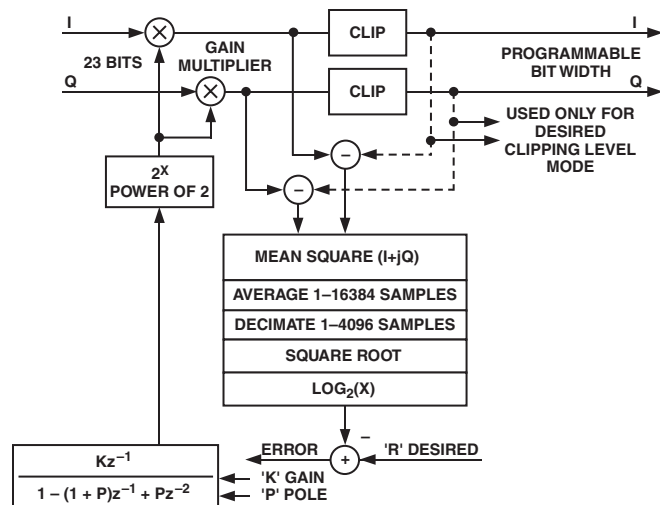 I
CLIP
I
23 BITS
GAIN
MULTIPLIER
PROGRAMMABLE
BIT WIDTH
Q
×
×
CLIP
Q
USED ONLY FOR
DESIRED
CLIPPING LEVEL
MODE
–
–
2^X
POWER OF 2
MEAN SQUARE (I+jQ)
AVERAGE 1–16384 SAMPLES
DECIMATE 1–4096 SAMPLES
SQUARE ROOT
LOG₂(X)
–
+
ERROR
'R' DESIRED
Kz⁻¹
1 – (1 + P)z⁻¹ + Pz⁻²
'K' GAIN
'P' POLE